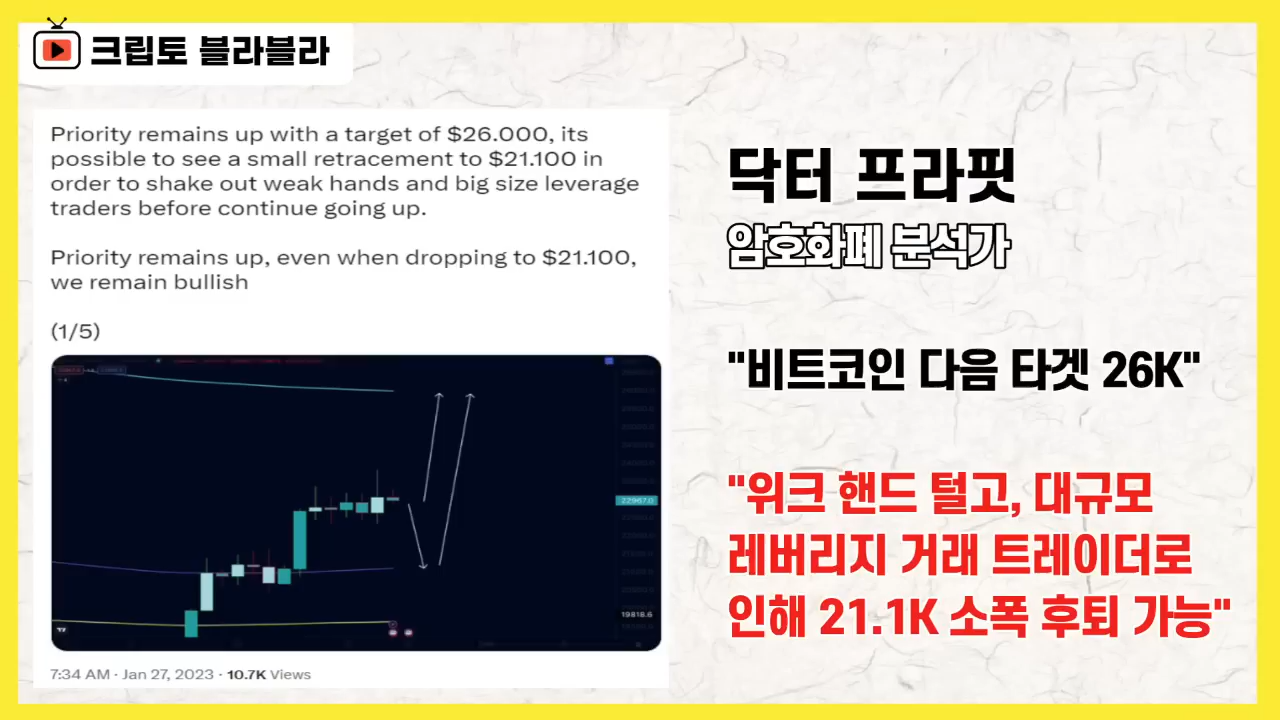 크립토 블라블라
Priority remains up with a target of $26.000, its
possible to see a small retracement to $21.100 in
order to shake out weak hands and big size leverage
traders before continue going up.
Priority remains up, even when dropping to $21.100,
we remain bullish
(1/5)
22967.0
19818.6
7:34 AM · Jan 27, 2023 · 10.7K Views
닥터 프라핏
암호화폐 분석가
"비트코인 다음 타겟 26K"
"위크 핸드 털고, 대규모
레버리지 거래 트레이더로
인해 21.1K 소폭 후퇴 가능"